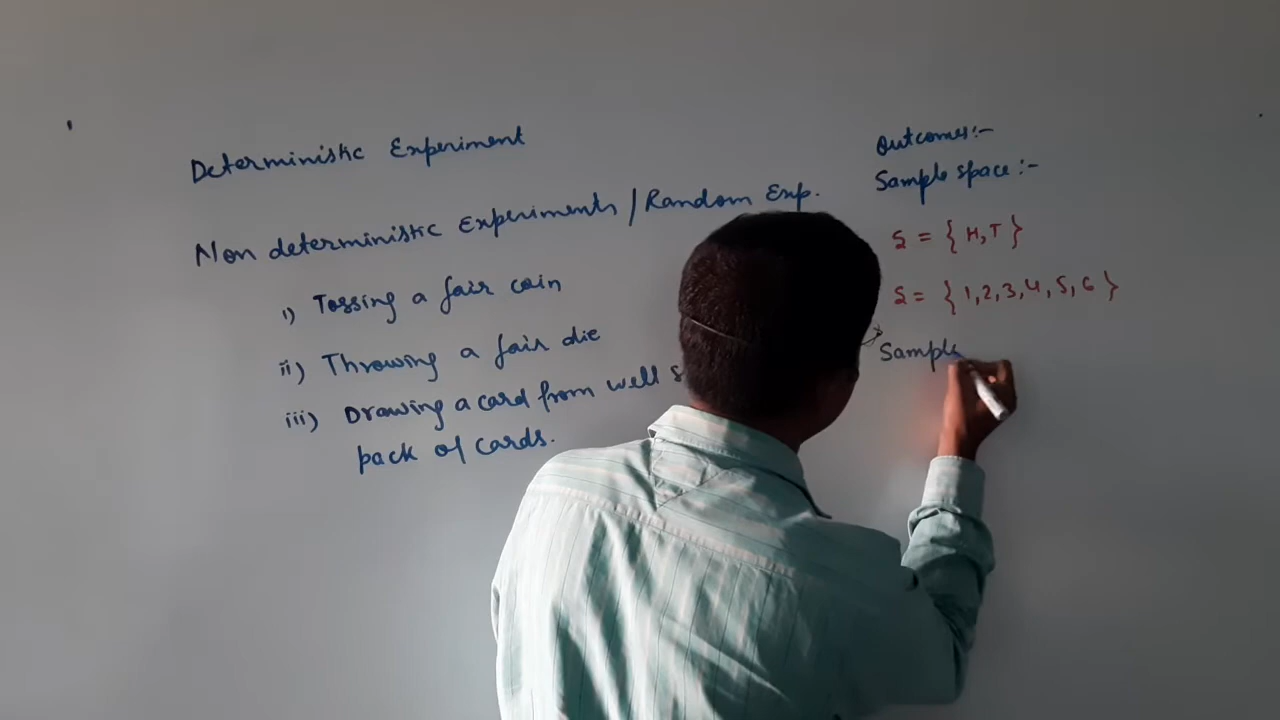 Deterministic Experiment
Non deterministic Experiments / Random Exp.
i) Tossing a fair coin
ii) Throwing a fair die
iii) Drawing a card from well s
pack of cards.
Outcomes:-
Sample space :-
S = { H, T }
S = { 1, 2, 3, 4, 5, 6 }
Sample